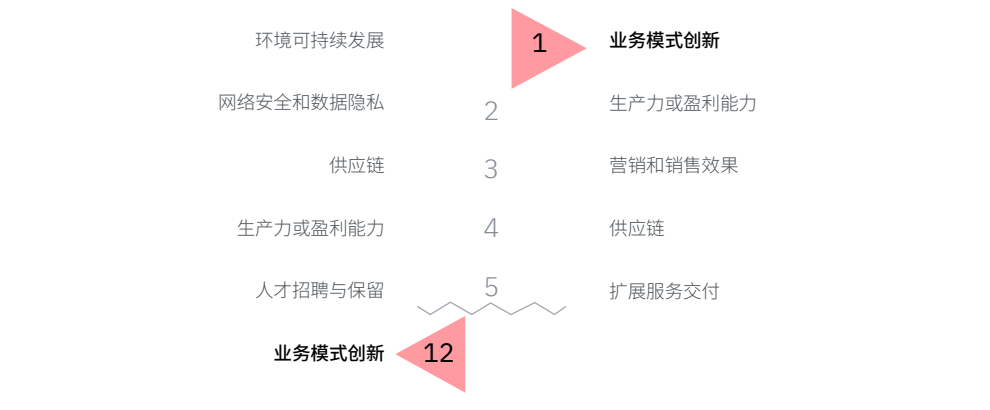 环境可持续发展 1 业务模式创新
网络安全和数据隐私 2 生产力或盈利能力
供应链 3 营销和销售效果
生产力或盈利能力 4 供应链
人才招聘与保留 5 扩展服务交付
业务模式创新 12